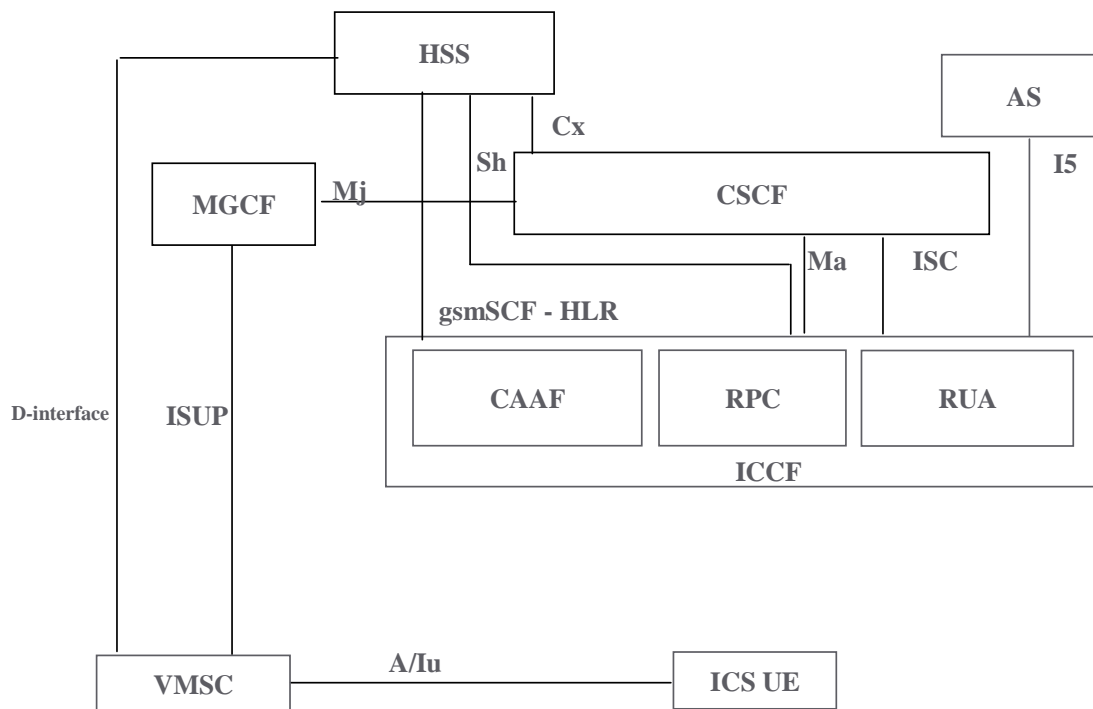 HSS
AS
Cx
Sh
I5
MGCF
Mj
CSCF
Ma
ISC
gsmSCF - HLR
CAAF
RPC
RUA
D-interface
ISUP
ICCF
A/Iu
VMSC
ICS UE